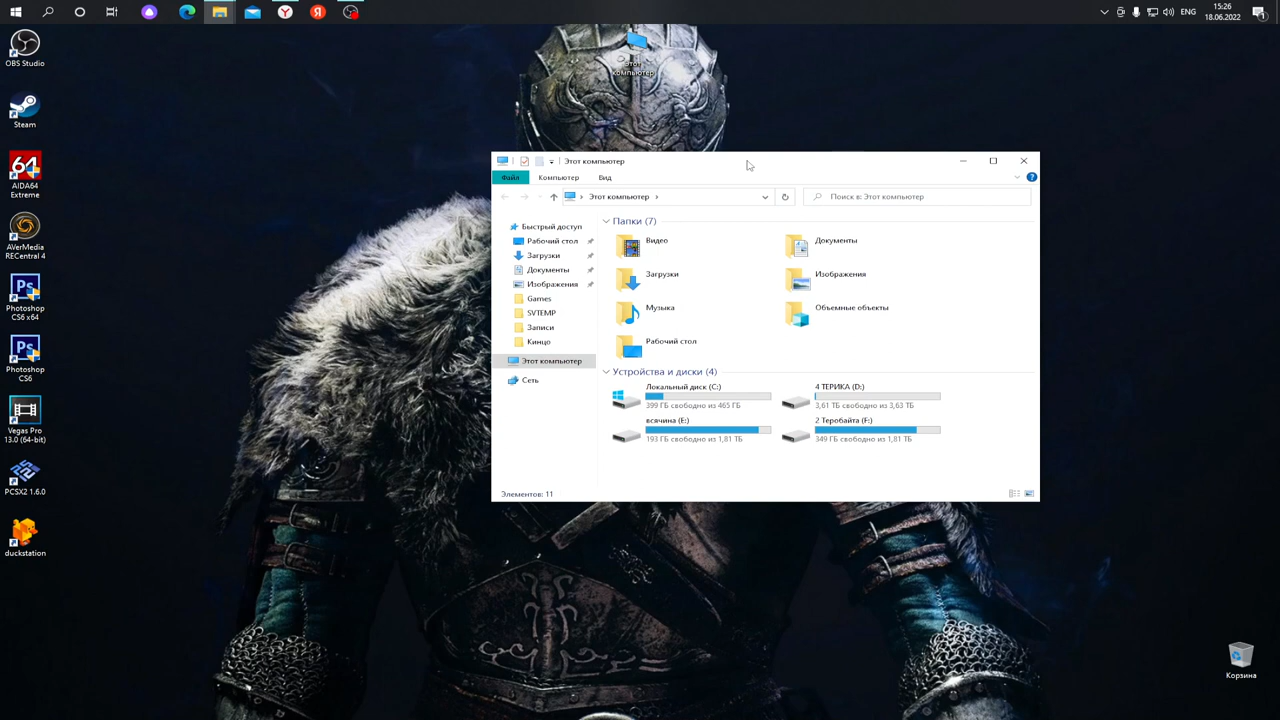 15:26
ENG
18.06.2022
1
OBS Studio
Этот
компьютер
Steam
64
AIDA64
Extreme
AVerMedia
RECentral 4
Ps
Photoshop
CS6 x64
Ps
Photoshop
CS6
Vegas Pro
13.0 (64-bit)
PCSX2 1.6.0
duckstation
Корзина
Этот компьютер
Файл
Компьютер
Вид
Этот компьютер
Поиск в: Этот компьютер
Быстрый доступ
Рабочий стол
Загрузки
Документы
Изображения
Games
SVTEMP
Записи
Кинцо
Этот компьютер
Сеть
Папки (7)
Видео
Документы
Загрузки
Изображения
Музыка
Объемные объекты
Рабочий стол
Устройства и диски (4)
Локальный диск (C:)
399 ГБ свободно из 465 ГБ
4 ТЕРИКА (D:)
3,61 ТБ свободно из 3,63 ТБ
всячина (E:)
193 ГБ свободно из 1,81 ТБ
2 Теробайта (F:)
349 ГБ свободно из 1,81 ТБ
Элементов: 11